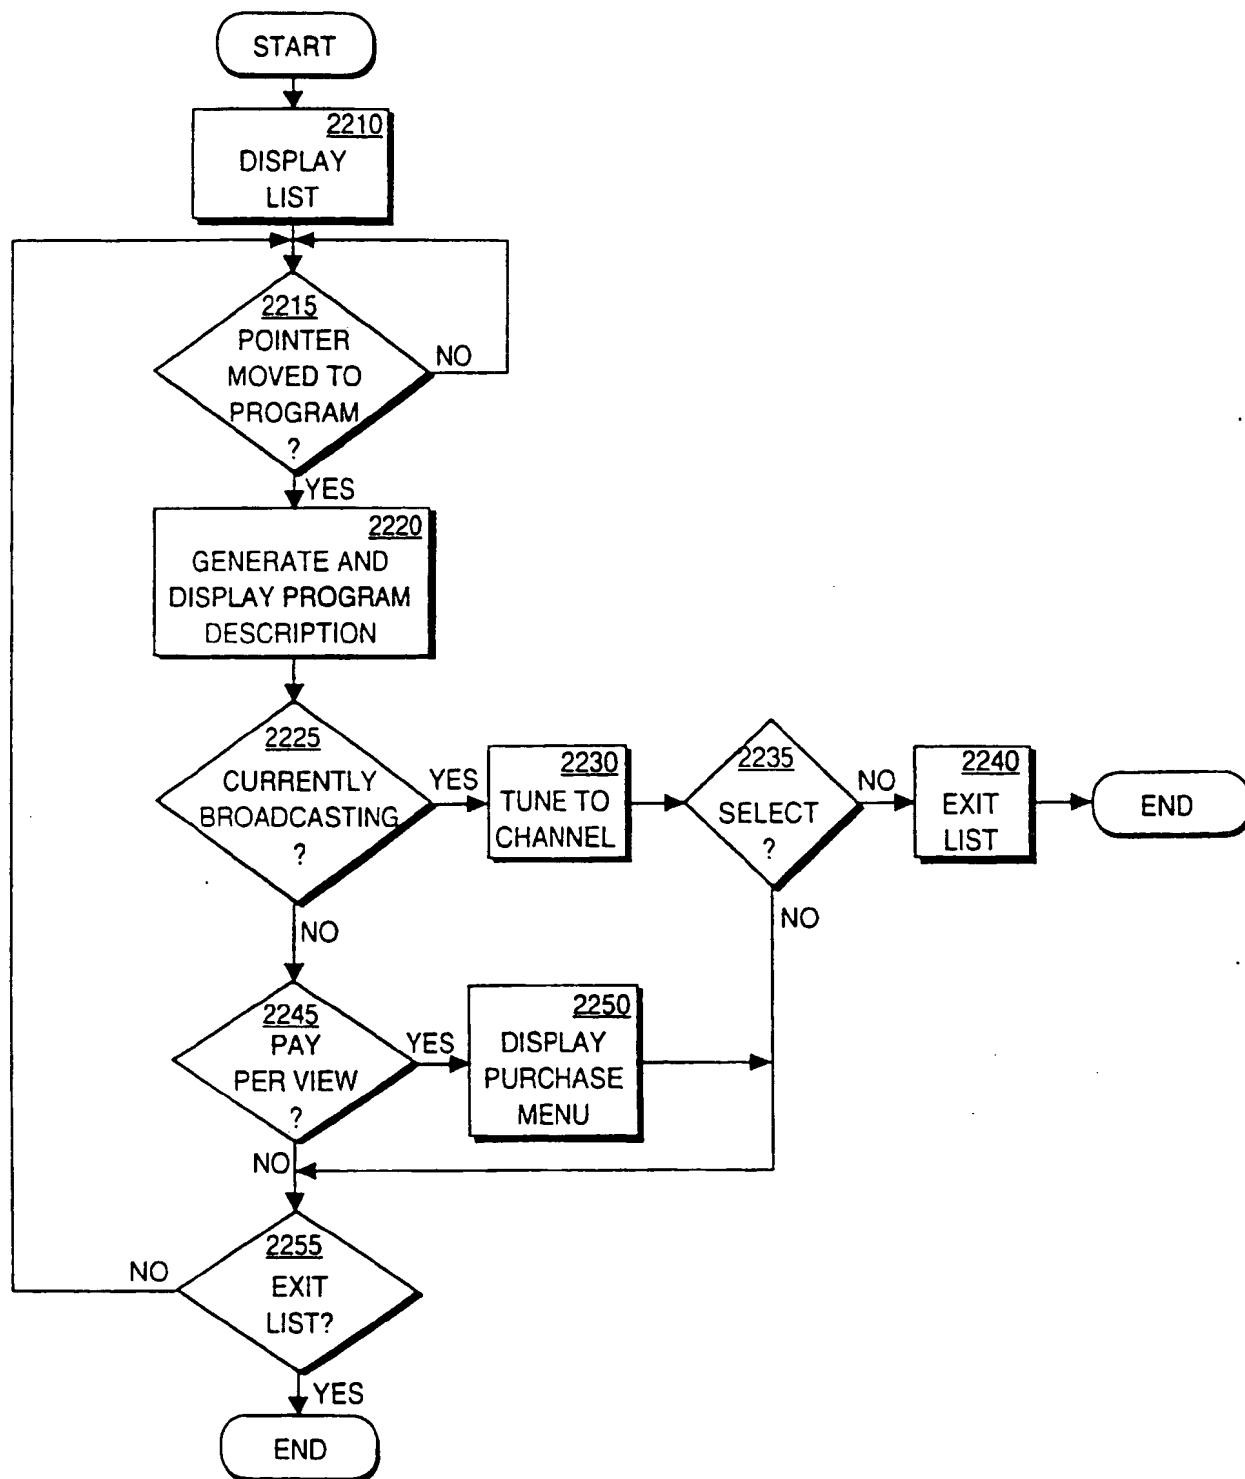 START
2210
DISPLAY
LIST
2215
POINTER
MOVED TO
PROGRAM
?
NO
YES
2220
GENERATE AND
DISPLAY PROGRAM
DESCRIPTION
2225
CURRENTLY
BROADCASTING
?
YES
2230
TUNE TO
CHANNEL
2235
SELECT
?
NO
2240
EXIT
LIST
END
NO
NO
2245
PAY
PER VIEW
?
YES
2250
DISPLAY
PURCHASE
MENU
NO
2255
EXIT
LIST?
NO
YES
END